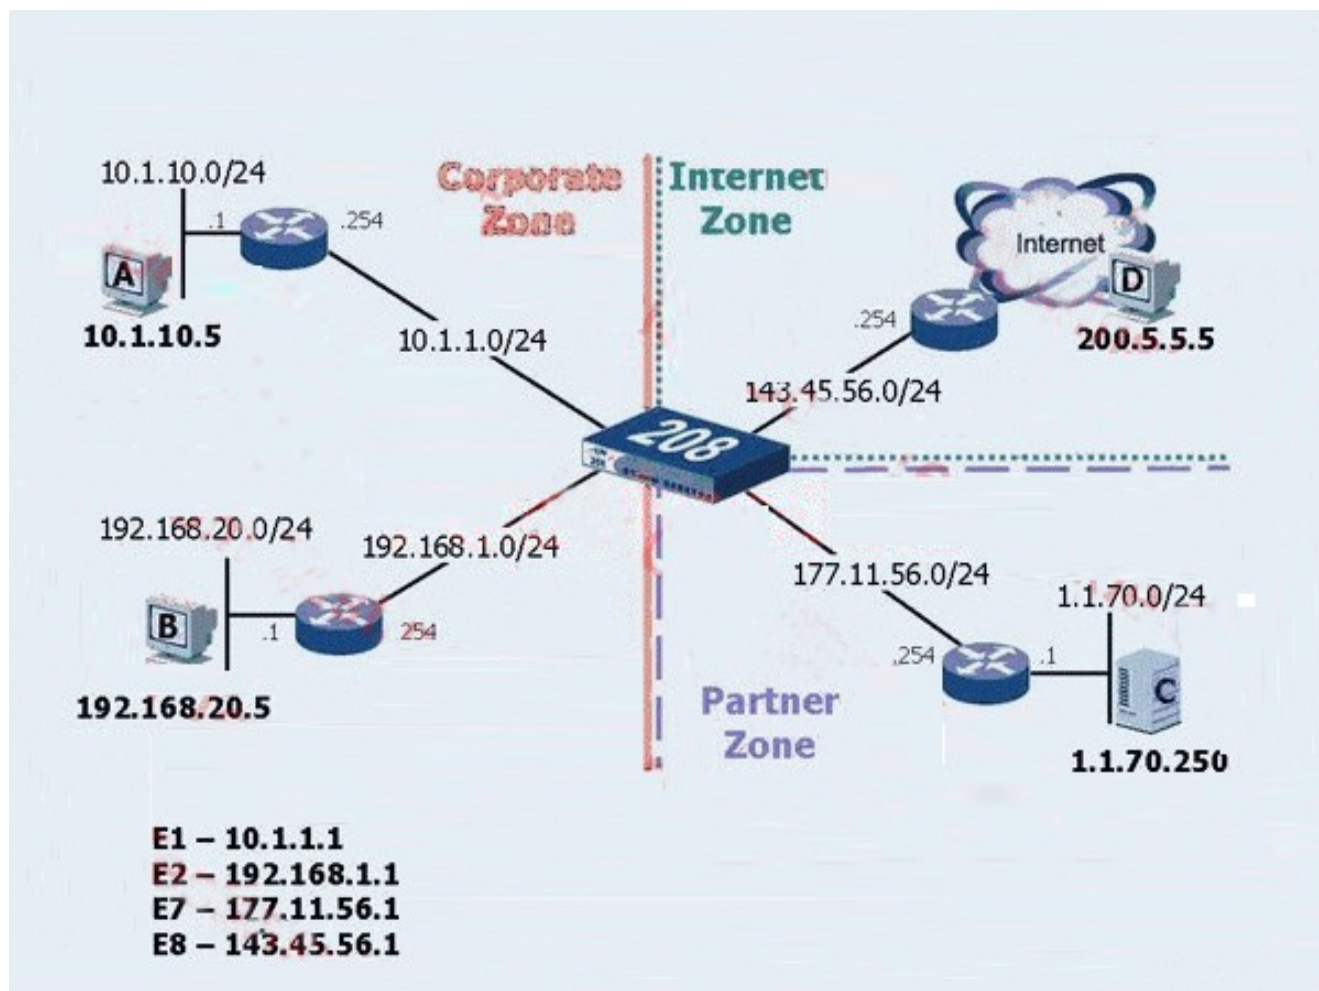 10.1.10.0/24
.1
.254
A
10.1.10.5
10.1.1.0/24
Corporate
Zone
Internet
Zone
Internet
D
.254
200.5.5.5
143.45.56.0/24
208
192.168.20.0/24
192.168.1.0/24
B
.1
254
192.168.20.5
177.11.56.0/24
1.1.70.0/24
.254
.1
C
1.1.70.250
Partner
Zone
E1 – 10.1.1.1
E2 – 192.168.1.1
E7 – 177.11.56.1
E8 – 143.45.56.1